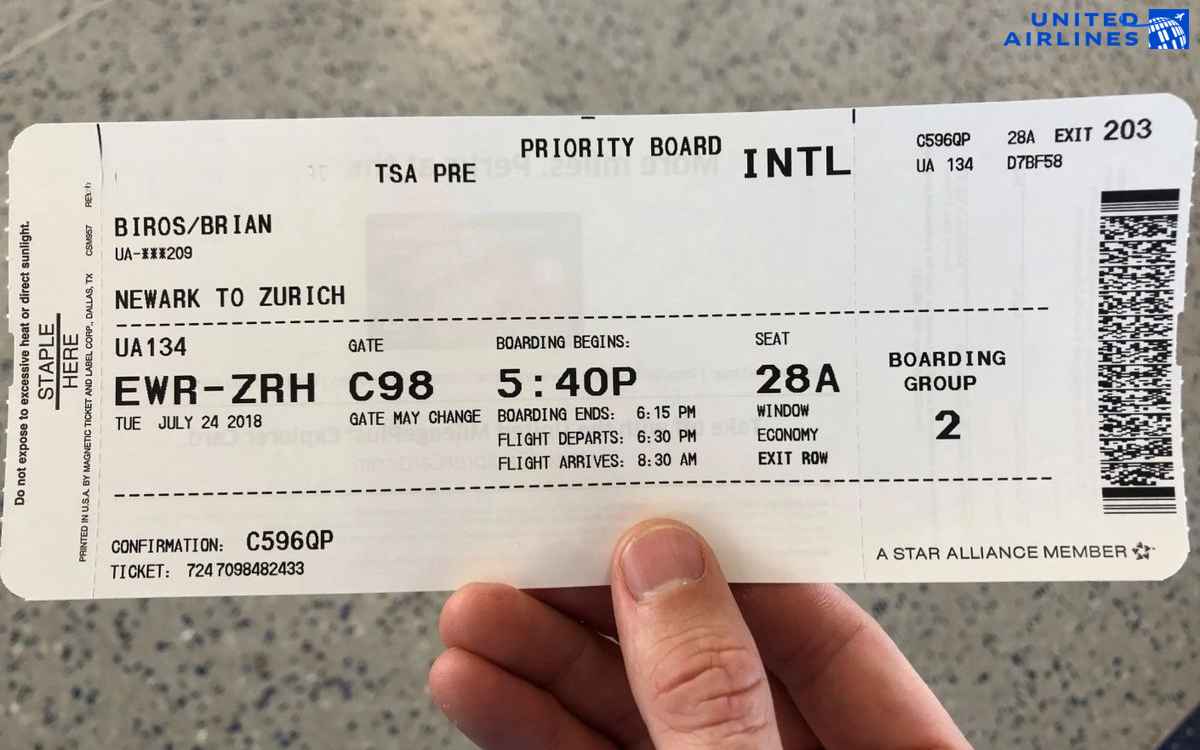 UNITED
AIRLINES
PRIORITY BOARD
TSA PRE
INTL
C596QP 28A EXIT 203
UA 134 D7BF58
BIROS/BRIAN
UA-***209
NEWARK TO ZURICH
UA134
EWR-ZRH
TUE JULY 24 2018
GATE
C98
GATE MAY CHANGE
BOARDING BEGINS:
5:40P
BOARDING ENDS: 6:15 PM
FLIGHT DEPARTS: 6:30 PM
FLIGHT ARRIVES: 8:30 AM
SEAT
28A
WINDOW
ECONOMY
EXIT ROW
BOARDING
GROUP
2
CONFIRMATION: C596QP
TICKET: 724 7098482433
A STAR ALLIANCE MEMBER
Do not expose to excessive heat or direct sunlight.
STAPLE
HERE
PRINTED IN U.S.A. BY MAGNETIC TICKET AND LABEL CORP., DALLAS, TX CSM957